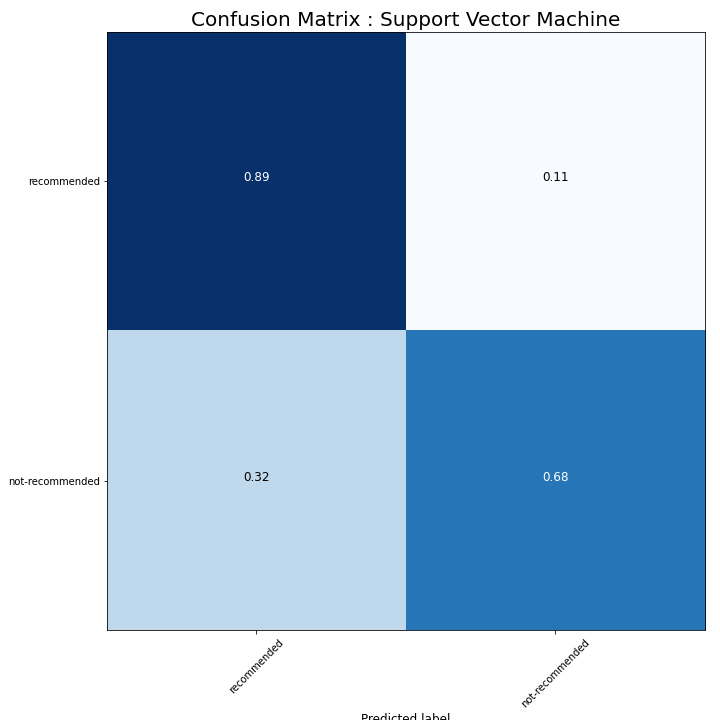 Confusion Matrix : Support Vector Machine
recommended
0.89
0.11
not-recommended
0.32
0.68
recommended
not-recommended
Predicted label